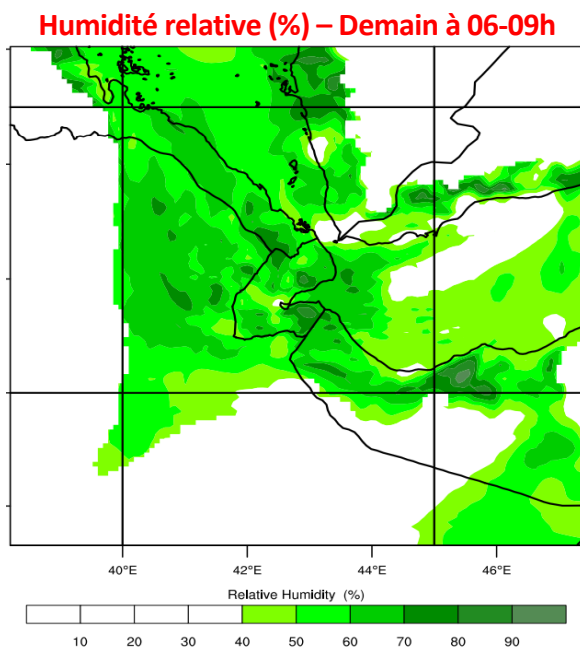 Humidité relative (%) – Demain à 06-09h
40°E 42°E 44°E 46°E
Relative Humidity (%)
10 20 30 40 50 60 70 80 90